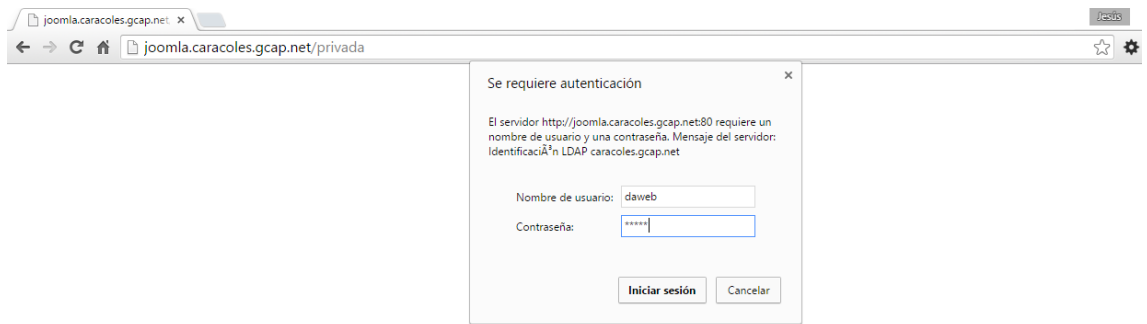 joomla.caracoles.gcap.net
Jesús
joomla.caracoles.gcap.net/privada
Se requiere autenticación
El servidor http://joomla.caracoles.gcap.net:80 requiere un
nombre de usuario y una contraseña. Mensaje del servidor:
IdentificaciÃ³n LDAP caracoles.gcap.net
Nombre de usuario: daweb
Contraseña: *****
Iniciar sesión Cancelar